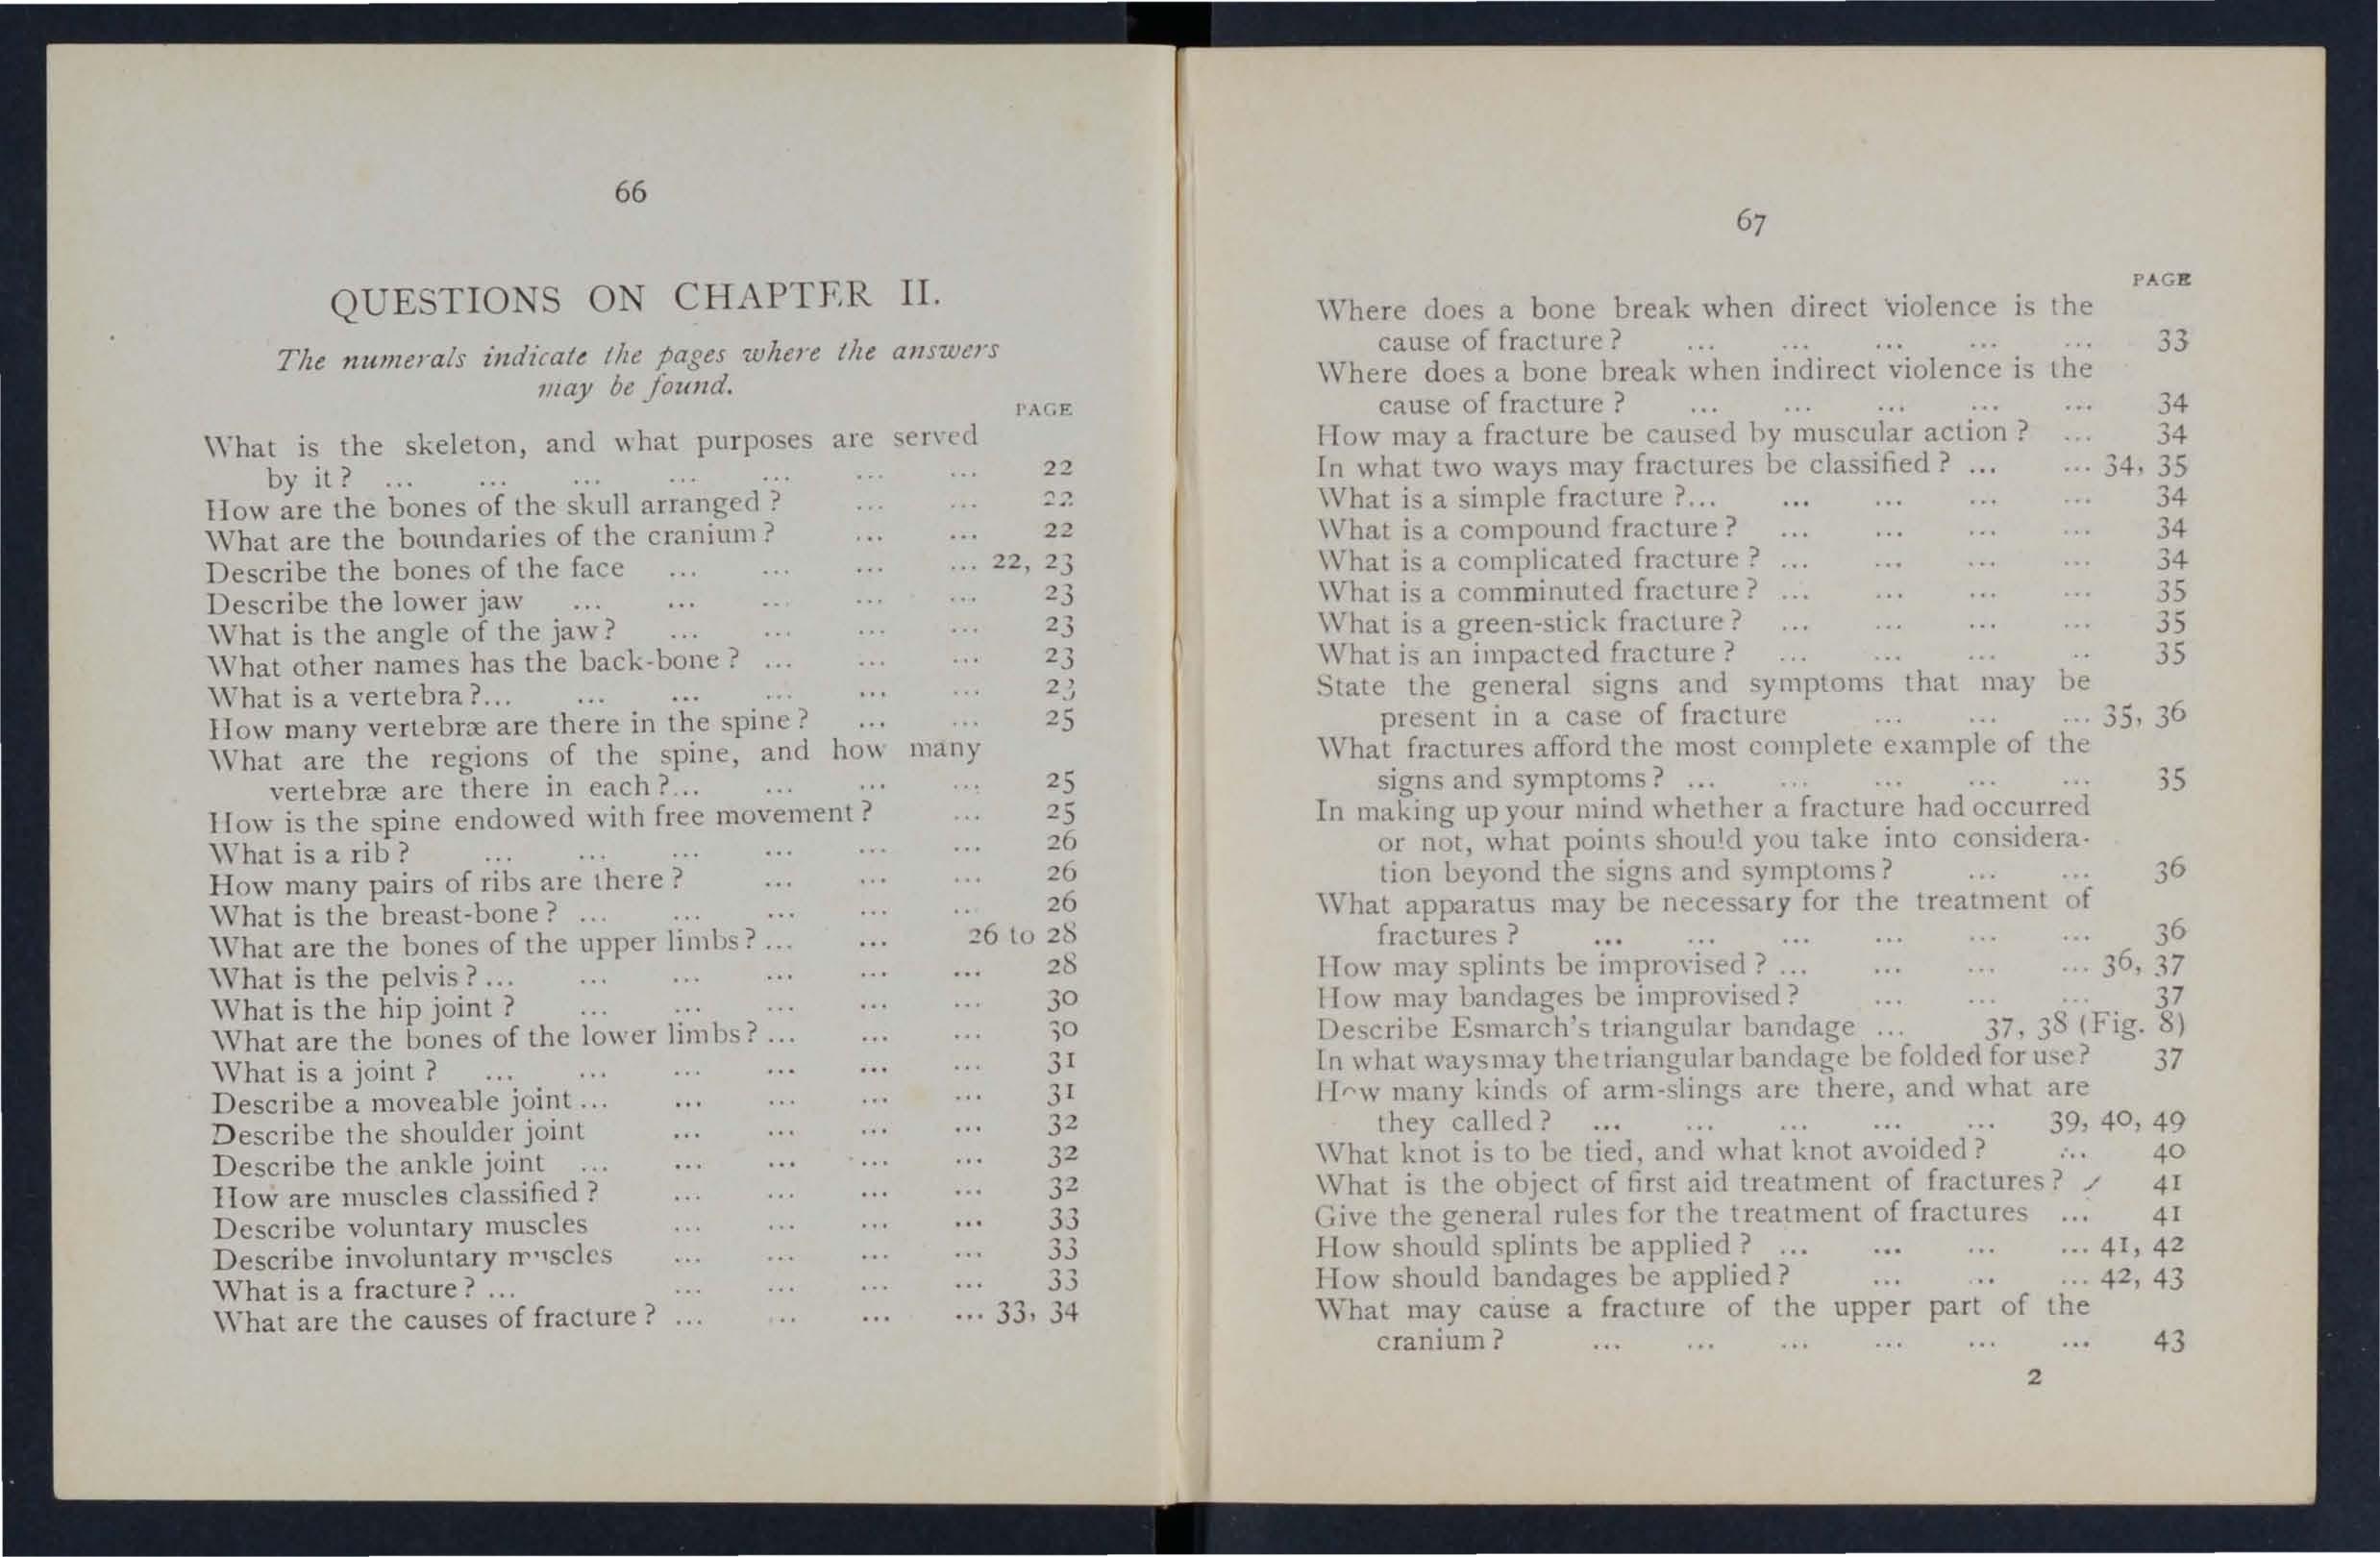 66
QUESTIONS ON CHAPTER II.
The numerals indicate the pages where the answers
may be found.
PAGE
What is the skeleton, and what purposes are served
by it ? ... ... ... ... ... ... ... 22
How are the bones of the skull arranged ? ... ... 22
What are the boundaries of the cranium ? ... ... 22
Describe the bones of the face ... ... ... ... 22, 23
Describe the lower jaw ... ... ... ... ... 23
What is the angle of the jaw ? ... ... ... ... 23
What other names has the back-bone ? ... ... ... 23
What is a vertebra ?... ... ... ... ... ... 23
How many vertebræ are there in the spine ? ... ... 25
What are the regions of the spine, and how many
vertebræ are there in each ?... ... ... ... 25
How is the spine endowed with free movement ? ... 25
What is a rib ? ... ... ... ... ... ... 26
How many pairs of ribs are there ? ... ... ... 26
What is the breast-bone ? ... ... ... ... ... 26
What are the bones of the upper limbs ? ... ... 26 to 28
What is the pelvis ? ... ... ... ... ... ... 28
What is the hip joint ? ... ... ... ... ... 30
What are the bones of the lower limbs ? ... ... ... 30
What is a joint ? ... ... ... ... ... ... 31
Describe a moveable joint ... ... ... ... ... 31
Describe the shoulder joint ... ... ... ... 32
Describe the ankle joint ... ... ... ... ... 32
How are muscles classified ? ... ... ... ... 32
Describe voluntary muscles ... ... ... ... 33
Describe involuntary muscles ... ... ... ... 33
What is a fracture ? ... ... ... ... ... 33
What are the causes of fracture ? ... ... ... ... 33, 34
67
PAGE
Where does a bone break when direct violence is the
cause of fracture ? ... ... ... ... ... 33
Where does a bone break when indirect violence is the
cause of fracture ? ... ... ... ... ... 34
How may a fracture be caused by muscular action ? ... 34
In what two ways may fractures be classified ? ... ... 34, 35
What is a simple fracture ?... ... ... ... ... 34
What is a compound fracture ? ... ... ... ... 34
What is a complicated fracture ? ... ... ... ... 34
What is a comminuted fracture ? ... ... ... ... 35
What is a green-stick fracture ? ... ... ... ... 35
What is an impacted fracture ? ... ... ... .. 35
State the general signs and symptoms that may be
present in a case of fracture ... ... ... 35, 36
What fractures afford the most complete example of the
signs and symptoms ? ... ... ... ... ... 35
In making up your mind whether a fracture had occurred
or not, what points should you take into considera-
tion beyond the signs and symptoms ? ... ... 36
What apparatus may be necessary for the treatment of
fractures ? ... ... ... ... ... ... 36
How may splints be improvised ? ... ... ... ... 36, 37
How may bandages be improvised ? ... ... ... 37
Describe Esmarch's triangular bandage ... 37, 38 (Fig. 8)
In what ways may the triangular bandage be folded for use ? 37
How many kinds of arm-slings are there, and what are
they called ? ... ... ... ... ... 39, 40, 49
What knot is to be tied, and what knot avoided ? ... 40
What is the object of first aid treatment of fractures ? 41
Give the general rules for the treatment of fractures ... 41
How should splints be applied ? ... ... ... ... 41, 42
How should bandages be applied ? ... ... ... 42, 43
What may cause a fracture of the upper part of the
cranium ? ... ... ... ... ... ... 43
2